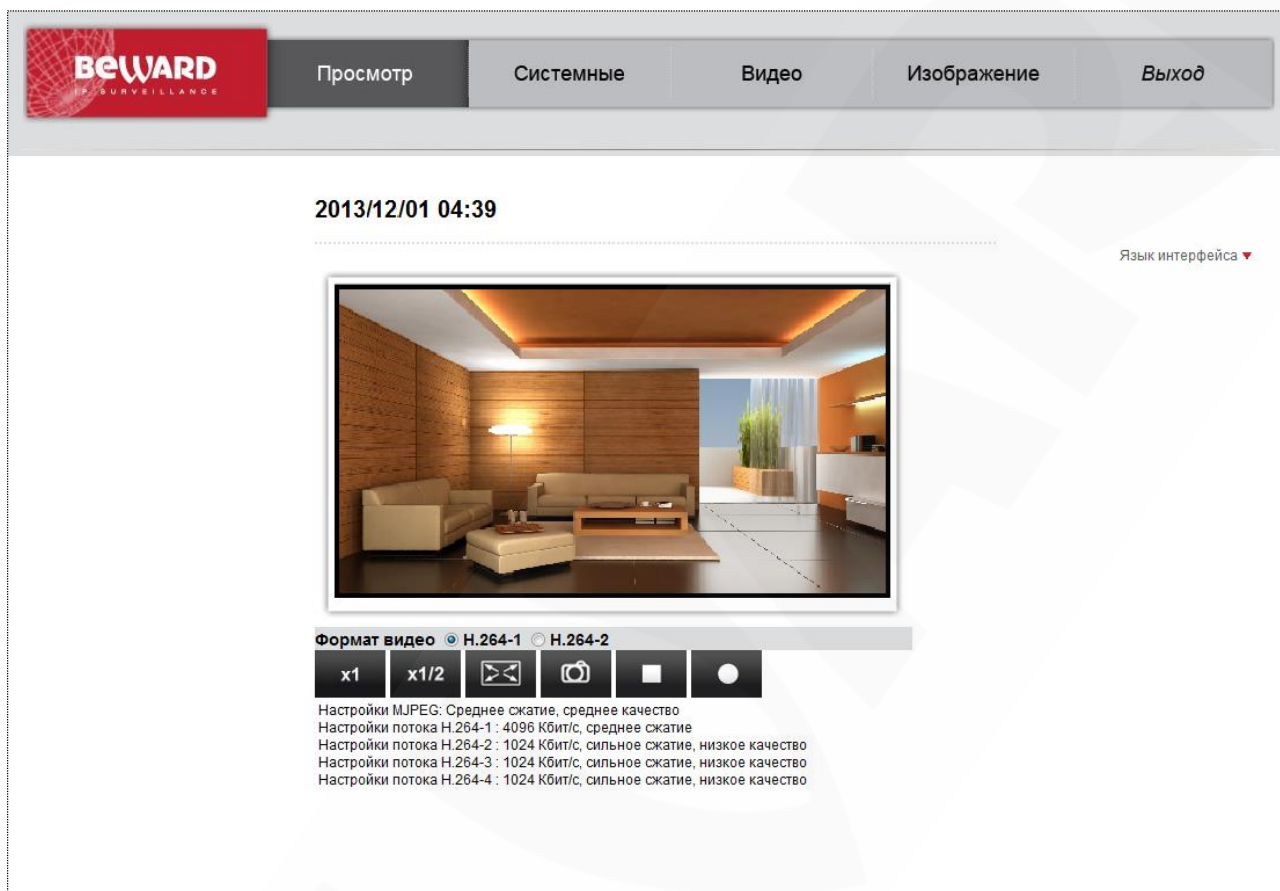 BEWARD
IP SURVEILLANCE
Просмотр
Системные
Видео
Изображение
Выход
2013/12/01 04:39
Язык интерфейса
Формат видео H.264-1 H.264-2
x1
x1/2
Настройки MJPEG: Среднее сжатие, среднее качество
Настройки потока H.264-1 : 4096 Кбит/с, среднее сжатие
Настройки потока H.264-2 : 1024 Кбит/с, сильное сжатие, низкое качество
Настройки потока H.264-3 : 1024 Кбит/с, сильное сжатие, низкое качество
Настройки потока H.264-4 : 1024 Кбит/с, сильное сжатие, низкое качество